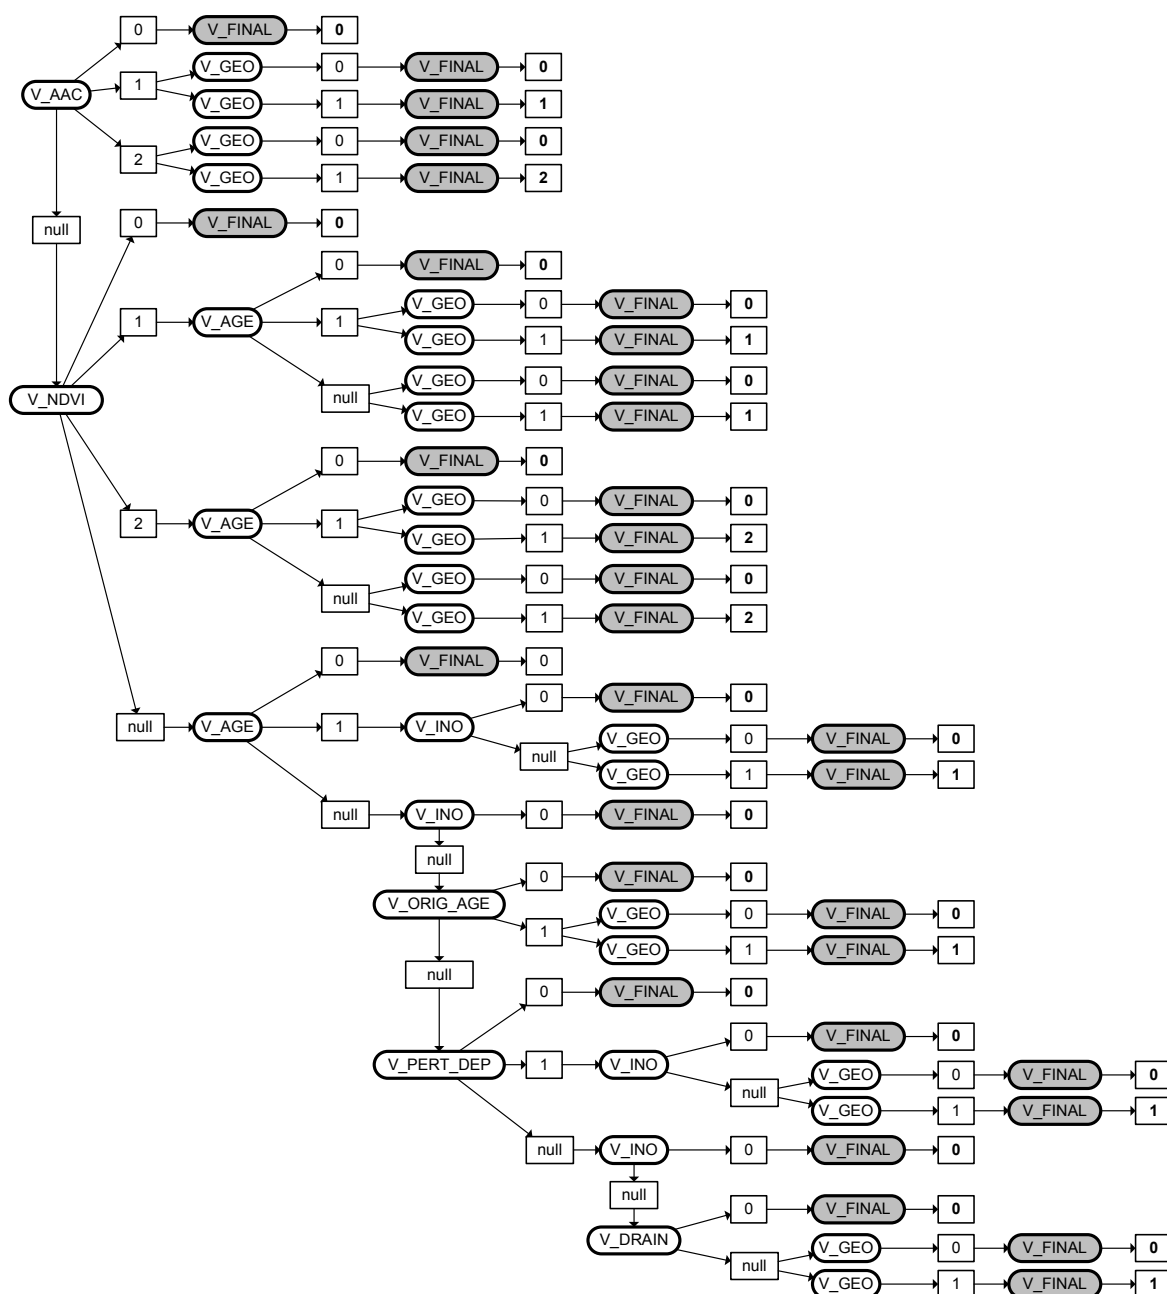 0 V_FINAL 0
V_GEO 0 V_FINAL 0
V_AAC 1
V_GEO 1 V_FINAL 1
V_GEO 0 V_FINAL 0
2
V_GEO 1 V_FINAL 2
null 0 V_FINAL 0
0 V_FINAL 0
V_GEO 0 V_FINAL 0
1 V_AGE 1
V_GEO 1 V_FINAL 1
V_GEO 0 V_FINAL 0
null
V_NDVI
V_GEO 1 V_FINAL 1
0 V_FINAL 0
V_GEO 0 V_FINAL 0
2 V_AGE 1
V_GEO 1 V_FINAL 2
V_GEO 0 V_FINAL 0
null
V_GEO 1 V_FINAL 2
0 V_FINAL 0
0 V_FINAL 0
null V_AGE 1 V_INO
V_GEO 0 V_FINAL 0
null
V_GEO 1 V_FINAL 1
null V_INO 0 V_FINAL 0
null
0 V_FINAL 0
V_ORIG_AGE
V_GEO 0 V_FINAL 0
1
V_GEO 1 V_FINAL 1
null
0 V_FINAL 0
0 V_FINAL 0
V_PERT_DEP 1 V_INO
V_GEO 0 V_FINAL 0
null
V_GEO 1 V_FINAL 1
null V_INO 0 V_FINAL 0
null
0 V_FINAL 0
V_DRAIN
V_GEO 0 V_FINAL 0
null
V_GEO 1 V_FINAL 1